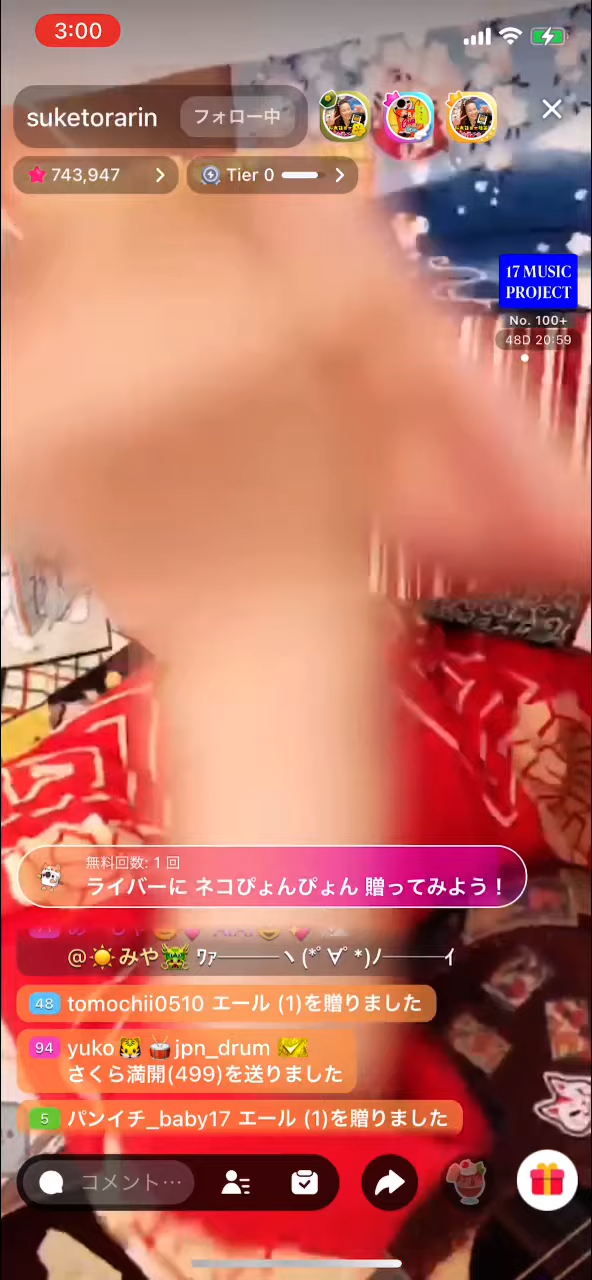 3:00
suketorarin フォロー中
743,947 Tier 0
17 MUSIC
PROJECT
No. 100+
48D 20:59
無料回数: 1 回
ライバーに ネコぴょんぴょん 贈ってみよう！
@☀️みや🐲 ﾜｧ────ヽ(*ﾟ∀ﾟ*)ﾉ────ｲ
48 tomochii0510 エール (1)を贈りました
94 yuko🐯 🥁jpn_drum
さくら満開(499)を送りました
5 パンイチ_baby17 エール (1)を贈りました
コメント…